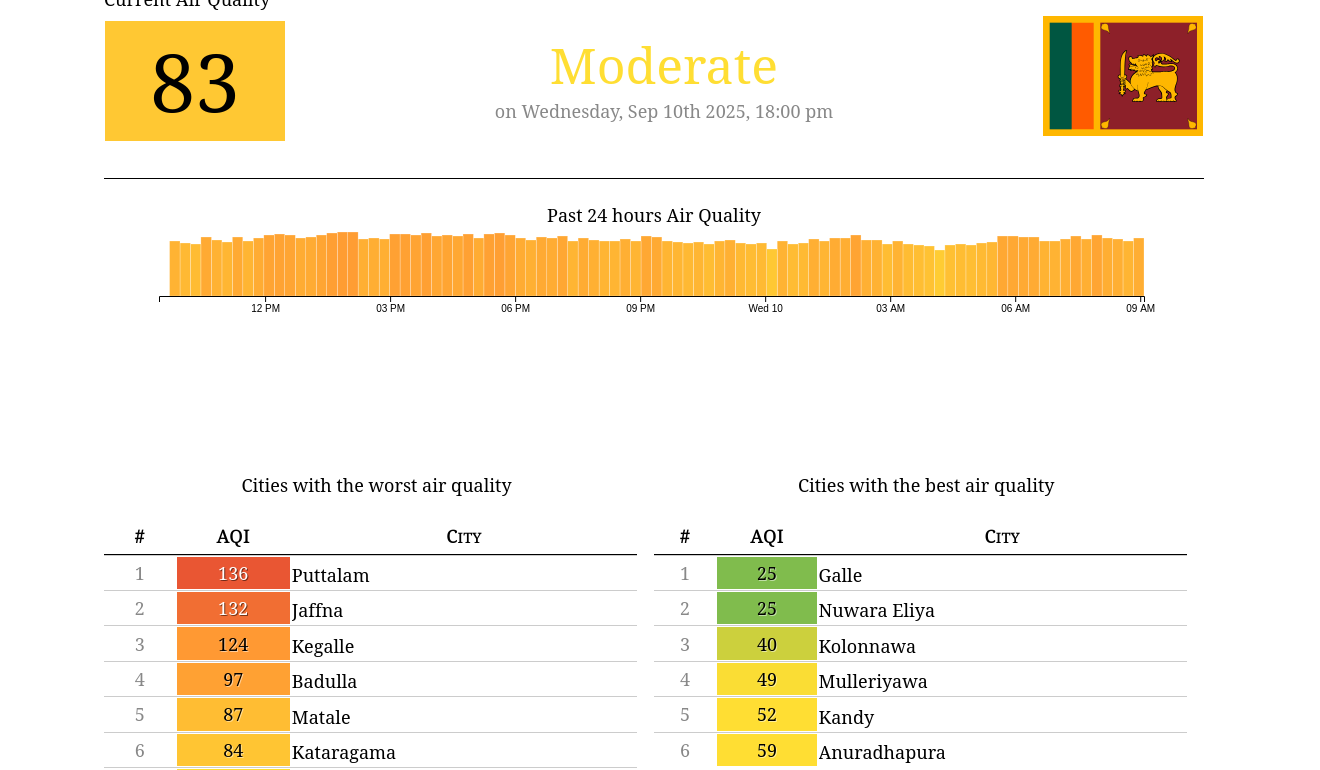 Current Air Quality
83
Moderate
on Wednesday, Sep 10th 2025, 18:00 pm
Past 24 hours Air Quality
12 PM 03 PM 06 PM 09 PM Wed 10 03 AM 06 AM 09 AM
Cities with the worst air quality
# AQI City
1 136 Puttalam
2 132 Jaffna
3 124 Kegalle
4 97 Badulla
5 87 Matale
6 84 Kataragama
Cities with the best air quality
# AQI City
1 25 Galle
2 25 Nuwara Eliya
3 40 Kolonnawa
4 49 Mulleriyawa
5 52 Kandy
6 59 Anuradhapura